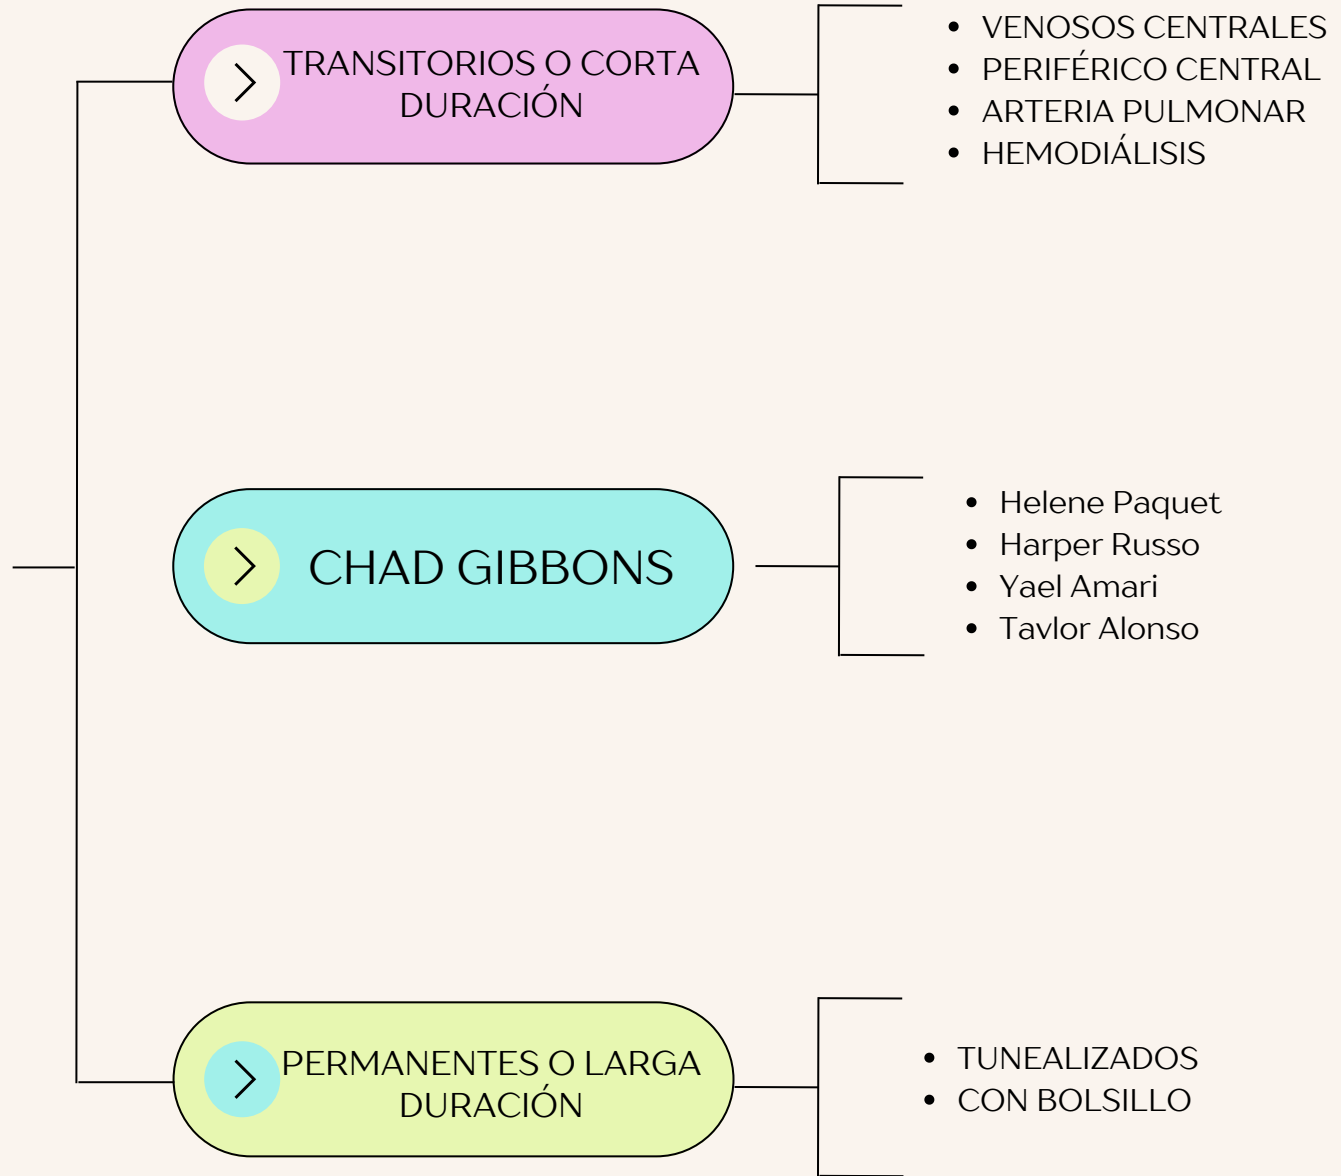 TRANSITORIOS O CORTA
DURACIÓN
• VENOSOS CENTRALES
• PERIFÉRICO CENTRAL
• ARTERIA PULMONAR
• HEMODIÁLISIS
CHAD GIBBONS
• Helene Paquet
• Harper Russo
• Yael Amari
• Tavlor Alonso
PERMANENTES O LARGA
DURACIÓN
• TUNEALIZADOS
• CON BOLSILLO